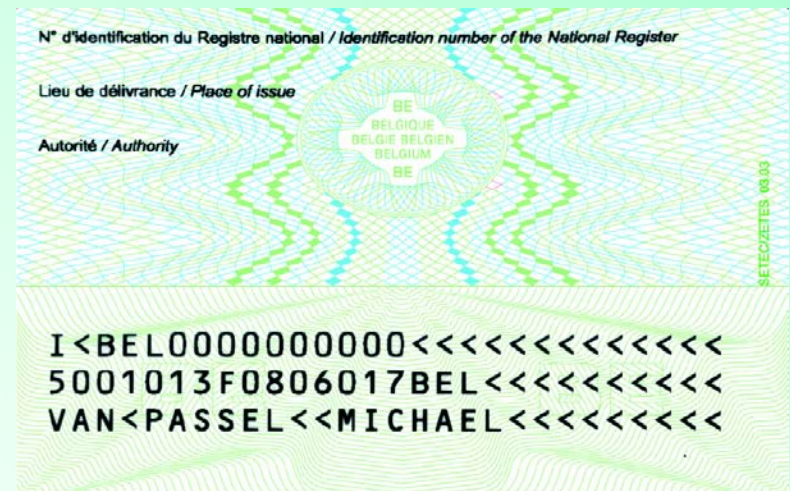 N° d'identification du Registre national / Identification number of the National Register
Lieu de délivrance / Place of issue
BE
BELGIQUE
BELGIE BELGIEN
BELGIUM
BE
Autorité / Authority
SETEC/ZETES 03.03
I<BEL0000000000<<<<<<<<<<<<<
5001013F0806017BEL<<<<<<<<<<
VAN<PASSEL<<MICHAEL<<<<<<<<<